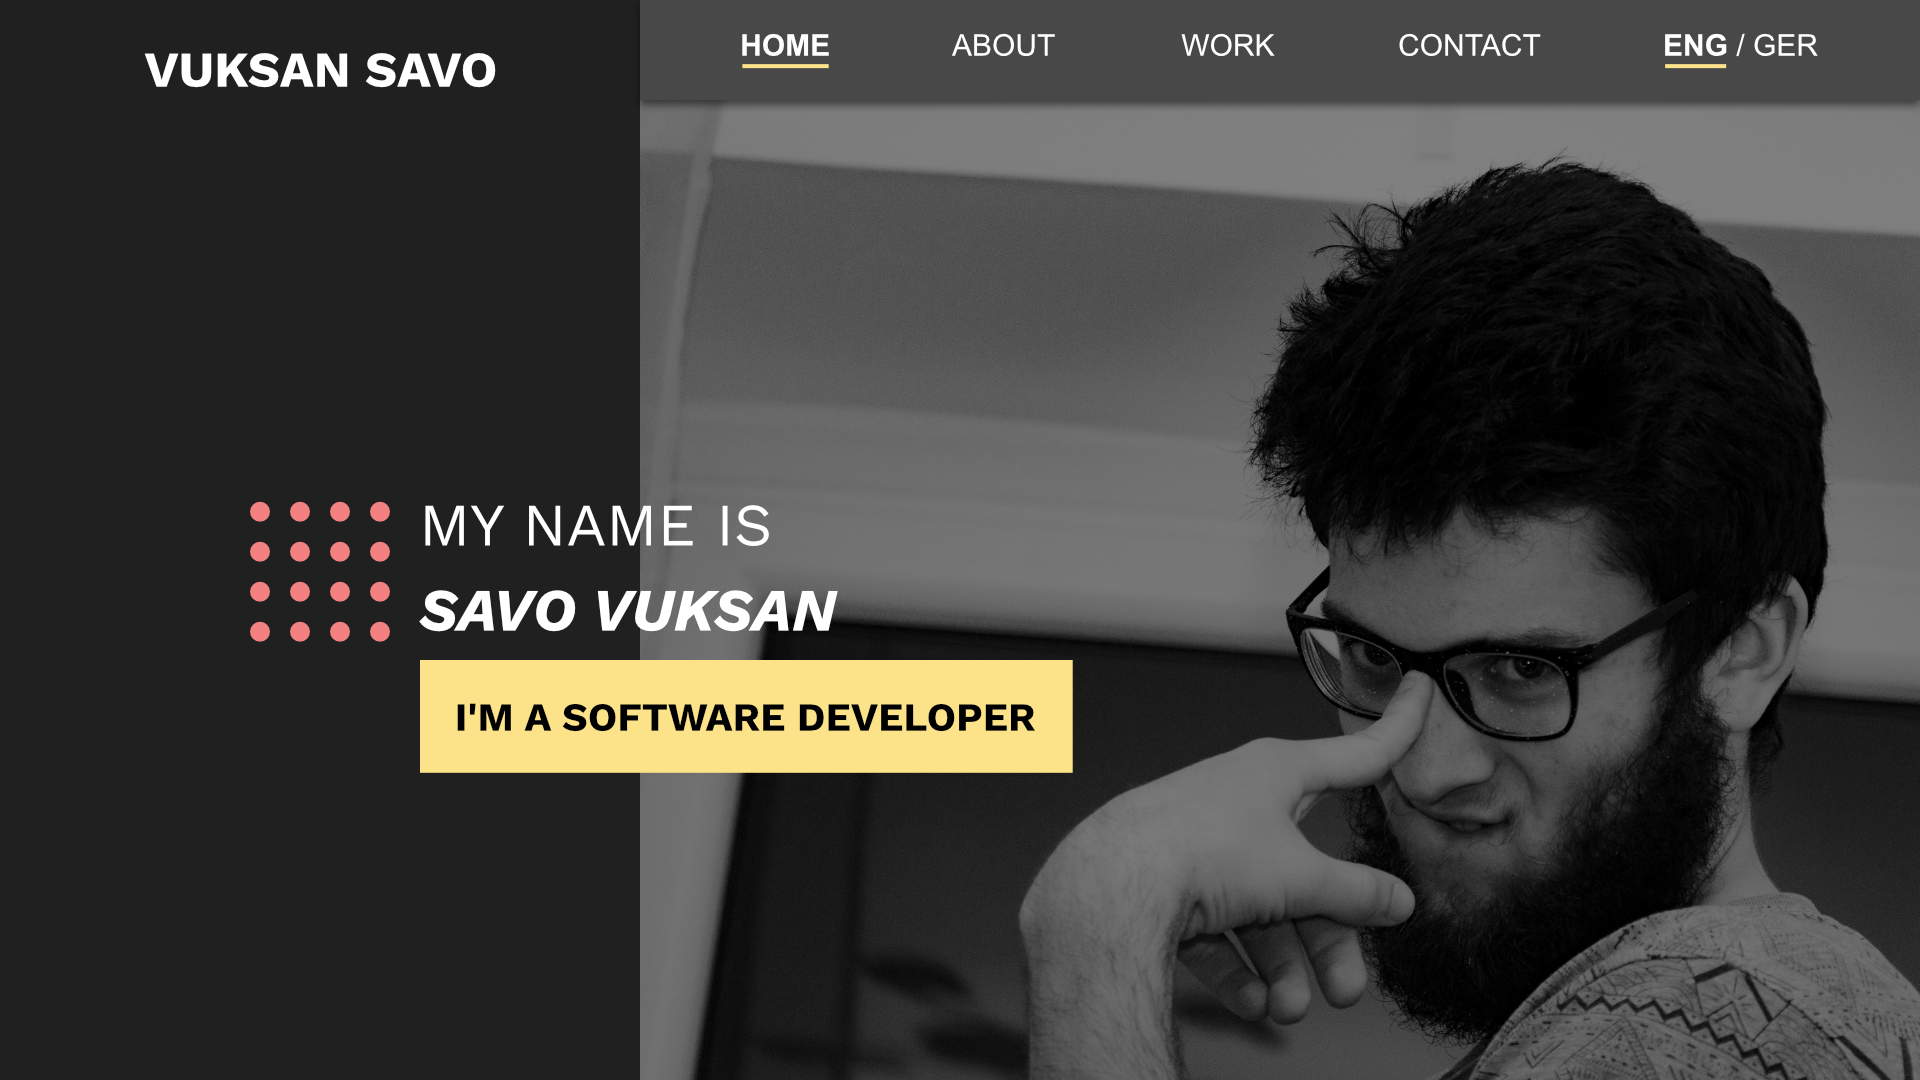 VUKSAN SAVO
HOME
ABOUT
WORK
CONTACT
ENG / GER
MY NAME IS
SAVO VUKSAN
I'M A SOFTWARE DEVELOPER